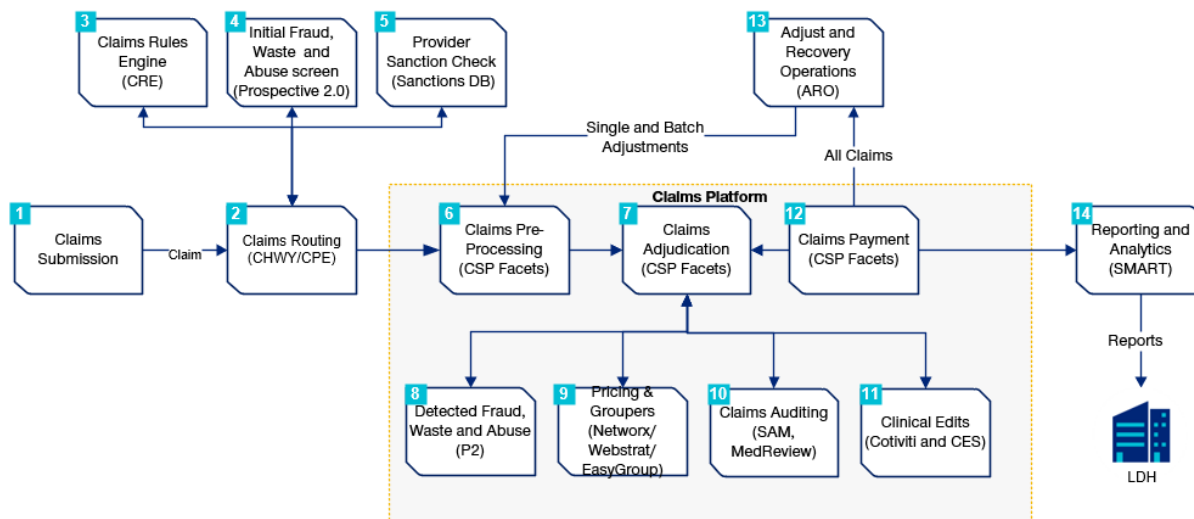 3
Claims Rules
Engine
(CRE)
4
Initial Fraud,
Waste and
Abuse screen
(Prospective 2.0)
5
Provider
Sanction Check
(Sanctions DB)
13
Adjust and
Recovery
Operations
(ARO)
Single and Batch
Adjustments
All Claims
Claims Platform
1
Claims
Submission
Claim
2
Claims Routing
(CHWY/CPE)
6
Claims Pre-
Processing
(CSP Facets)
7
Claims
Adjudication
(CSP Facets)
12
Claims Payment
(CSP Facets)
14
Reporting and
Analytics
(SMART)
Reports
8
Detected Fraud,
Waste and Abuse
(P2)
9
Pricing &
Groupers
(Networx/
Webstrat/
EasyGroup)
10
Claims Auditing
(SAM,
MedReview)
11
Clinical Edits
(Cotiviti and CES)
LDH